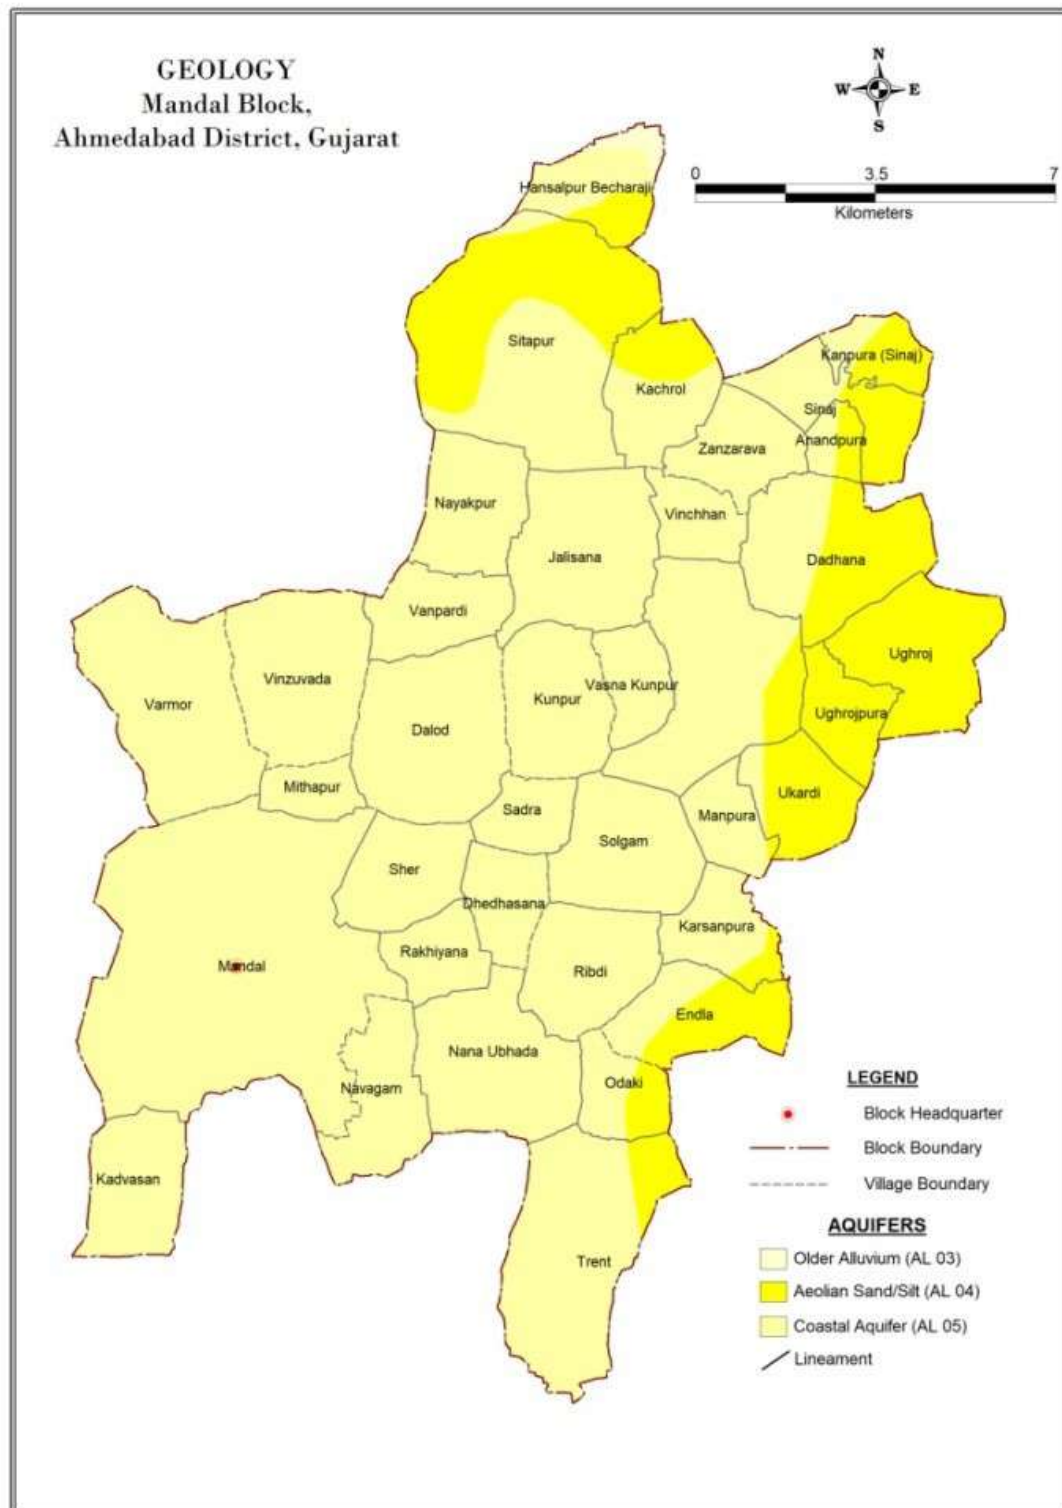 GEOLOGY
Mandal Block,
Ahmedabad District, Gujarat
N
W E
S
0 3.5 7
Kilometers
Hansalpur Becharaji
Sitapur
Kanpura (Sinaj)
Kachrol
Sinaj
Anandpura
Zanzarava
Nayakpur
Vinchhan
Jalisana
Dadhana
Vanpardi
Ughroj
Vinzuvada
Vasna Kunpur
Varmor
Kunpur
Ughrojpura
Dalod
Mithapur
Ukardi
Sadra
Manpura
Solgam
Sher
Dhedhasana
Karsanpura
Rakhiyana
Mandal
Ribdi
Endla
Nana Ubhada
Odaki
Navagam
Kadvasan
Trent
LEGEND
Block Headquarter
Block Boundary
Village Boundary
AQUIFERS
Older Alluvium (AL 03)
Aeolian Sand/Silt (AL 04)
Coastal Aquifer (AL 05)
Lineament